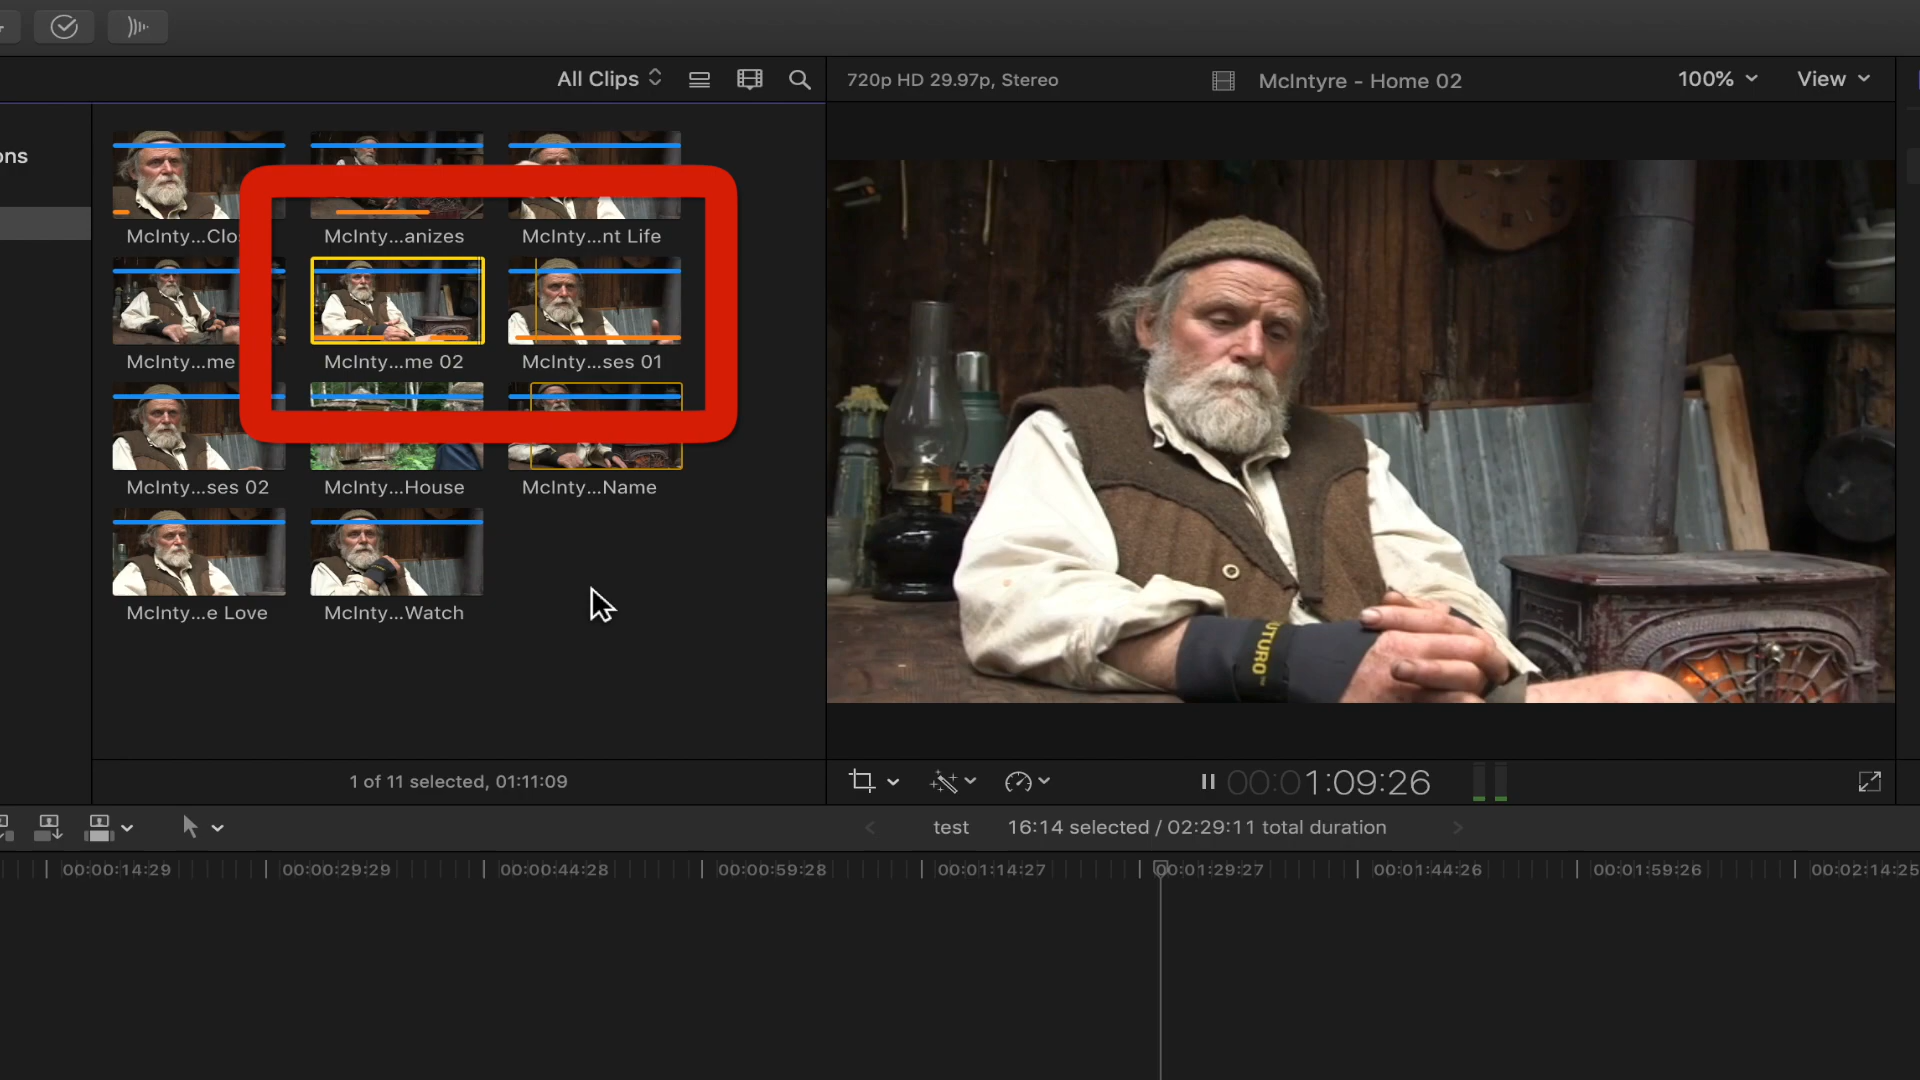 All Clips
720p HD 29.97p, Stereo
McIntyre - Home 02
100%
View
ons
McInty...Clo
McInty...anizes
McInty...nt Life
McInty...me
McInty...me 02
McInty...ses 01
McInty...ses 02
McInty...House
McInty...Name
McInty...e Love
McInty...Watch
FUTURO
1 of 11 selected, 01:11:09
00:01:09:26
test
16:14 selected / 02:29:11 total duration
00:00:14:29
00:00:29:29
00:00:44:28
00:00:59:28
00:01:14:27
00:01:29:27
00:01:44:26
00:01:59:26
00:02:14:25